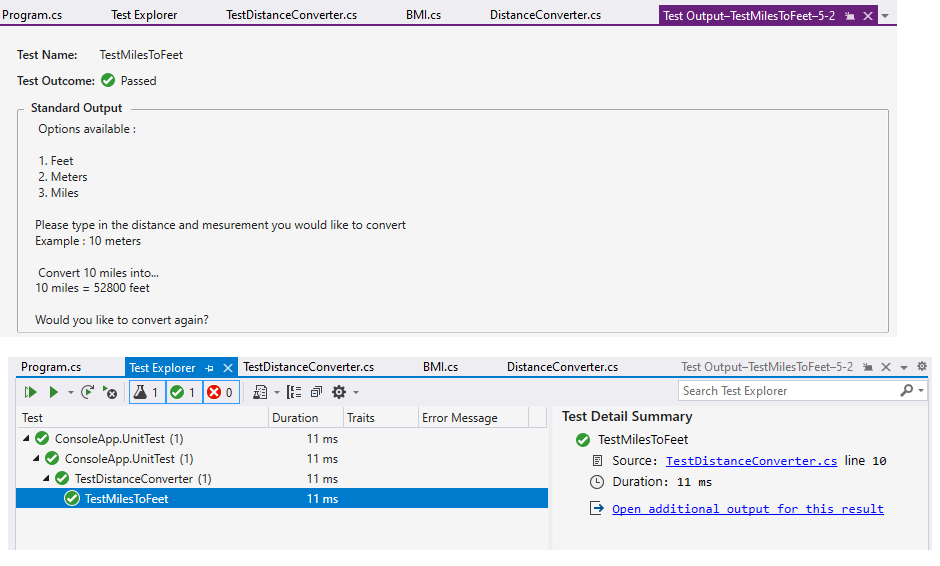 Program.cs Test Explorer TestDistanceConverter.cs BMI.cs DistanceConverter.cs Test Output–TestMilesToFeet–5-2
Test Name: TestMilesToFeet
Test Outcome: Passed
Standard Output
Options available :
1. Feet
2. Meters
3. Miles
Please type in the distance and mesurement you would like to convert
Example : 10 meters
Convert 10 miles into...
10 miles = 52800 feet
Would you like to convert again?
Program.cs Test Explorer TestDistanceConverter.cs BMI.cs DistanceConverter.cs Test Output–TestMilesToFeet–5-2
1 1 0 Search Test Explorer
Test Duration Traits Error Message
ConsoleApp.UnitTest (1) 11 ms
ConsoleApp.UnitTest (1) 11 ms
TestDistanceConverter (1) 11 ms
TestMilesToFeet 11 ms
Test Detail Summary
TestMilesToFeet
Source: TestDistanceConverter.cs line 10
Duration: 11 ms
Open additional output for this result